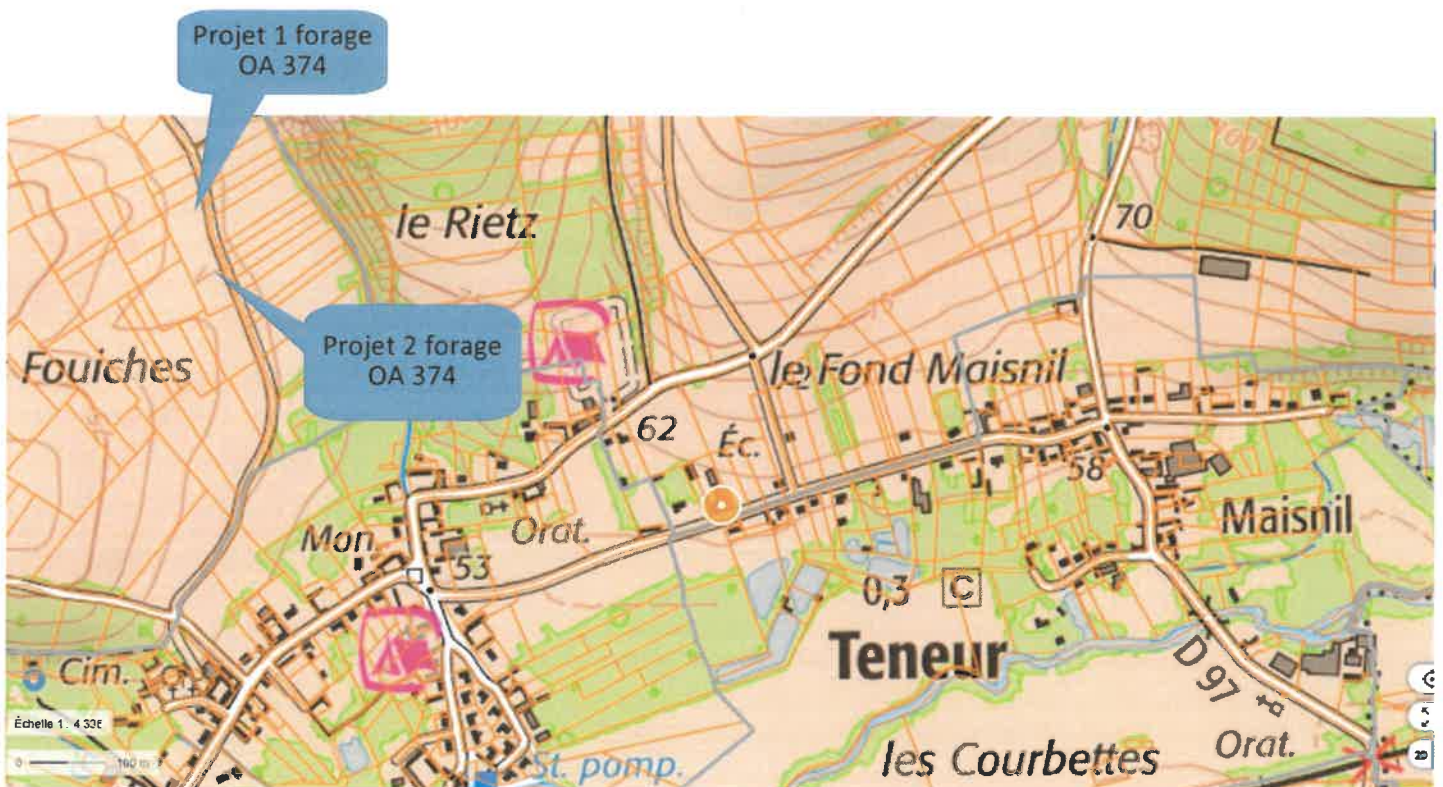 Projet 1 forage
OA 374
le Rietz
70
Projet 2 forage
OA 374
Fouiches
le Fond Maisnil
62
Éc.
58
Maisnil
Orat.
Mon
53
0,3 C
Teneur
Cim.
D 97
Échelle 1 : 4 336
0 100 m
St. pomp.
les Courbettes
Orat.
2D